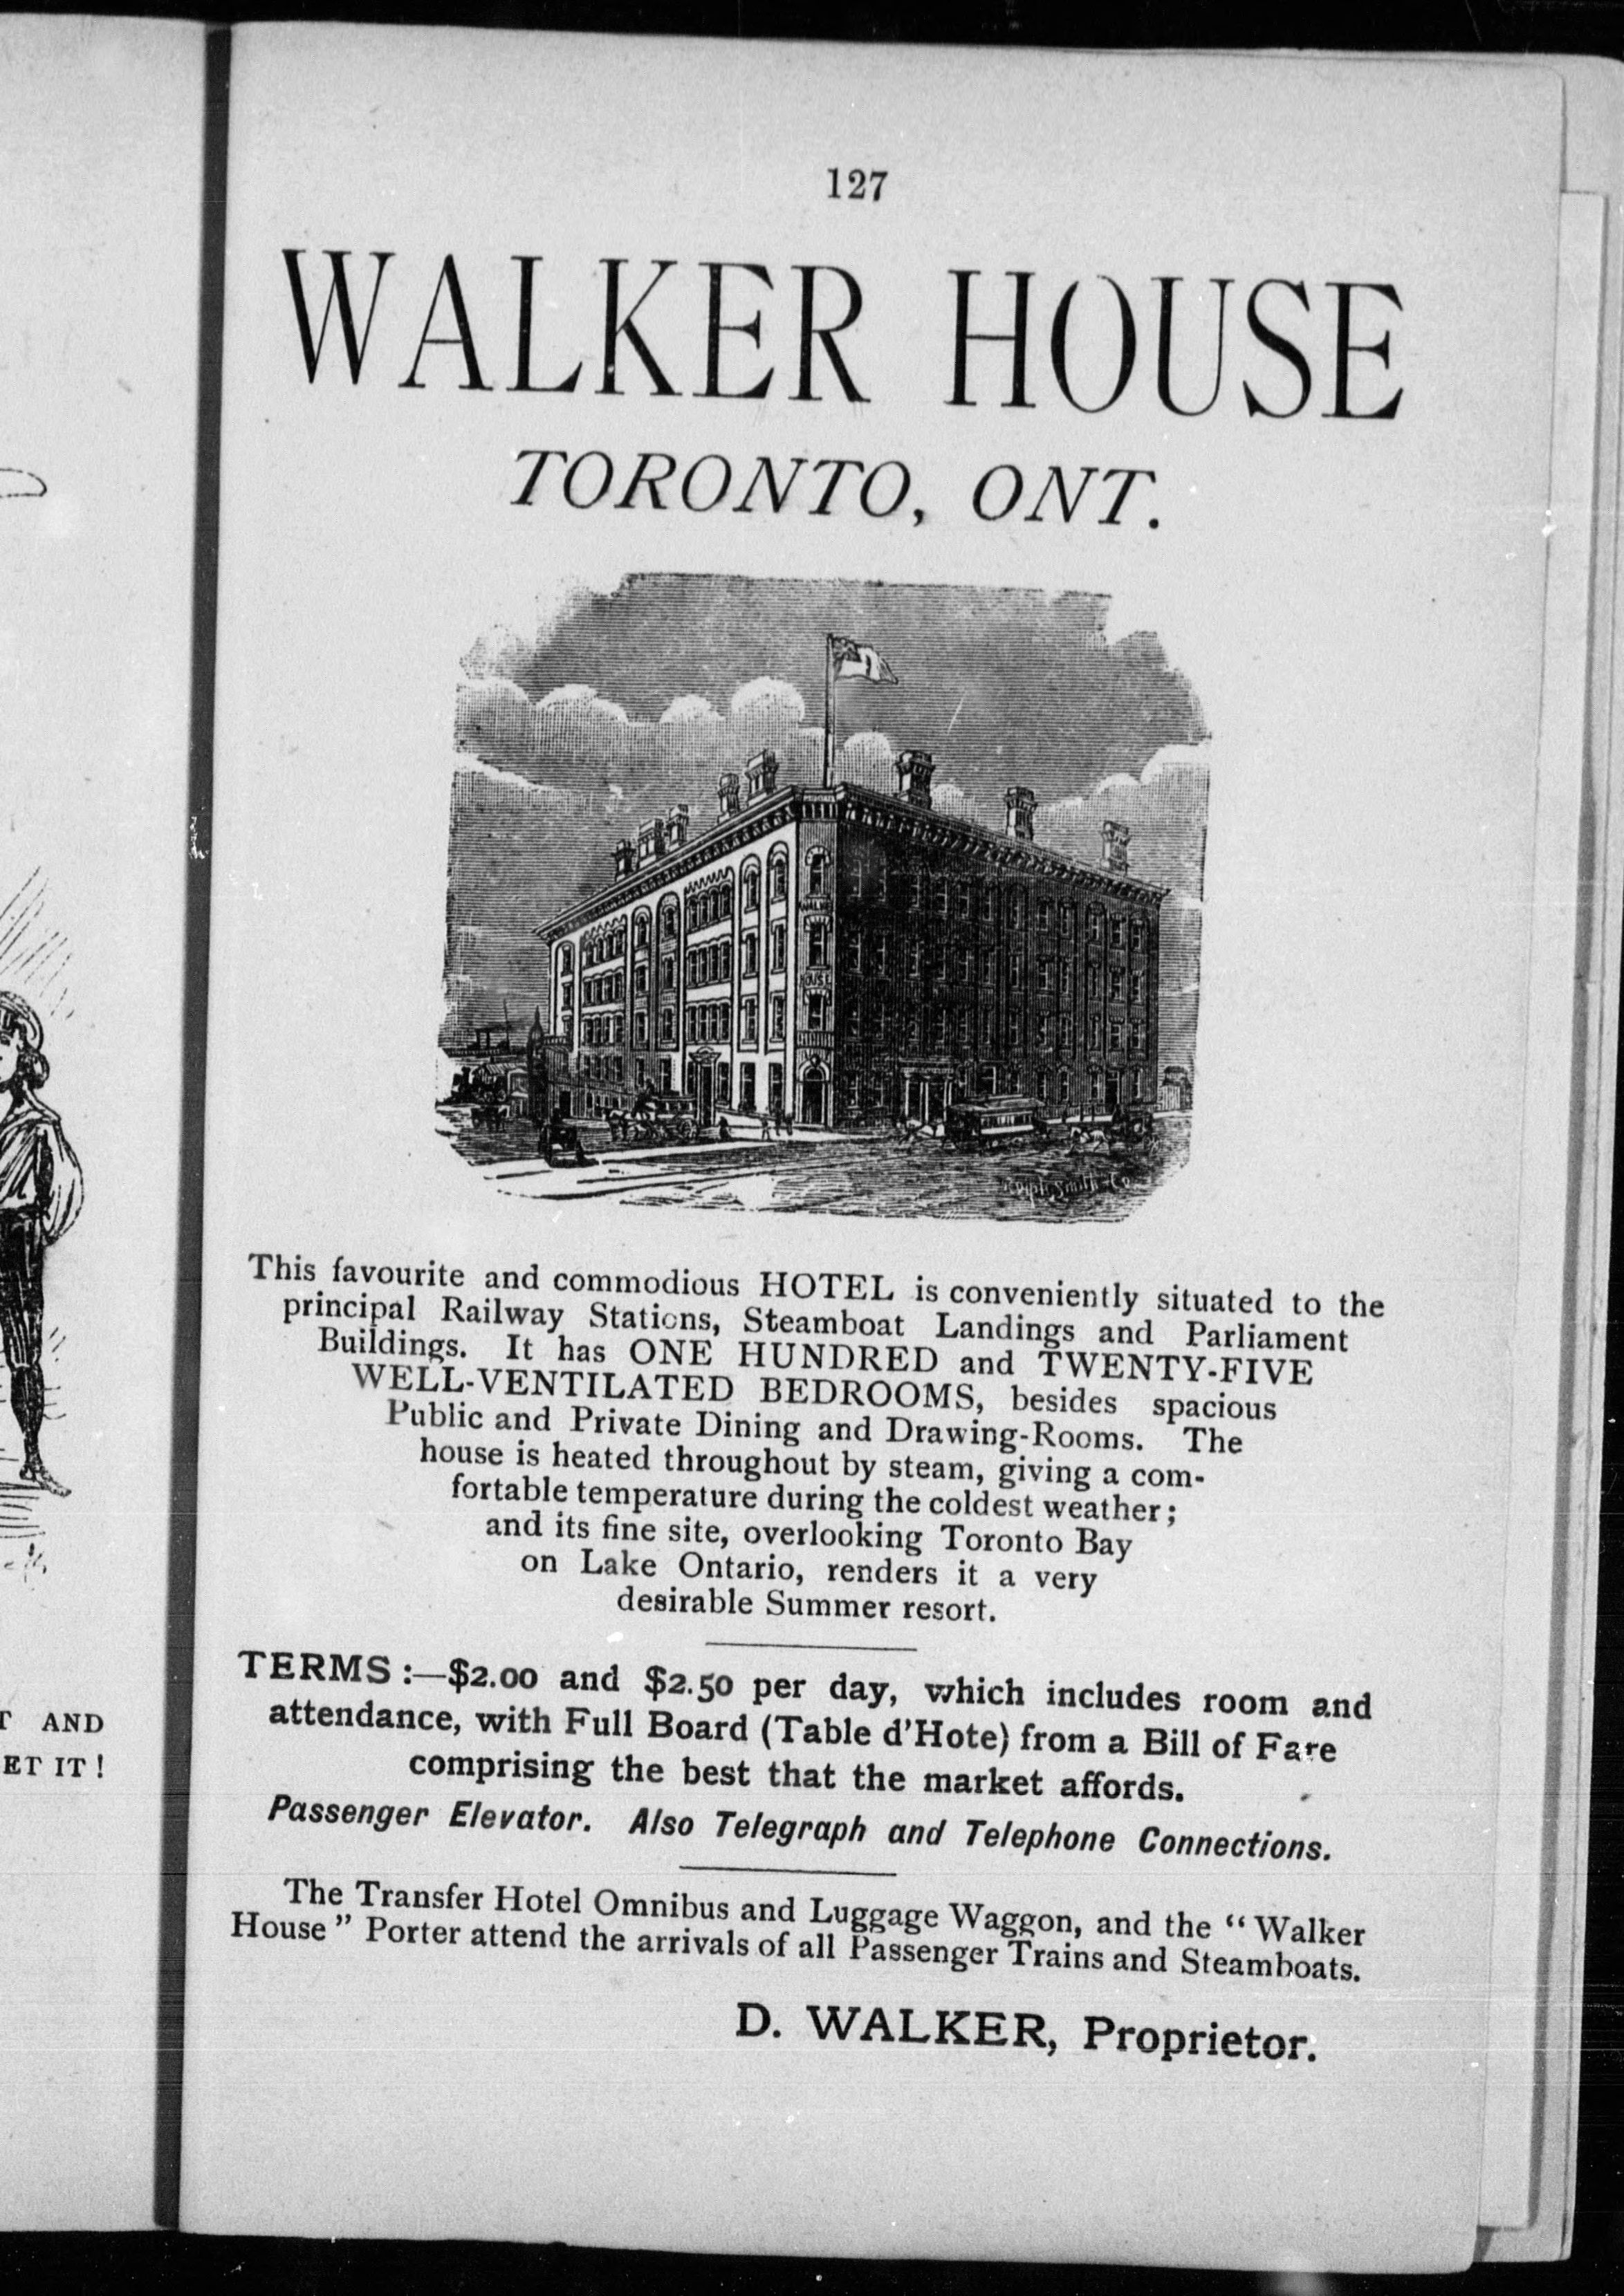 127
WALKER HOUSE
TORONTO, ONT.
WALKER
HOUSE
This favourite and commodious HOTEL is conveniently situated to the
principal Railway Stations, Steamboat Landings and Parliament
Buildings. It has ONE HUNDRED and TWENTY-FIVE
WELL-VENTILATED BEDROOMS, besides spacious
Public and Private Dining and Drawing-Rooms. The
house is heated throughout by steam, giving a com-
fortable temperature during the coldest weather;
and its fine site, overlooking Toronto Bay
on Lake Ontario, renders it a very
desirable Summer resort.
TERMS :—$2.00 and $2.50 per day, which includes room and
attendance, with Full Board (Table d'Hote) from a Bill of Fare
comprising the best that the market affords.
Passenger Elevator. Also Telegraph and Telephone Connections.
The Transfer Hotel Omnibus and Luggage Waggon, and the "Walker
House" Porter attend the arrivals of all Passenger Trains and Steamboats.
D. WALKER, Proprietor.
AND
ET IT!